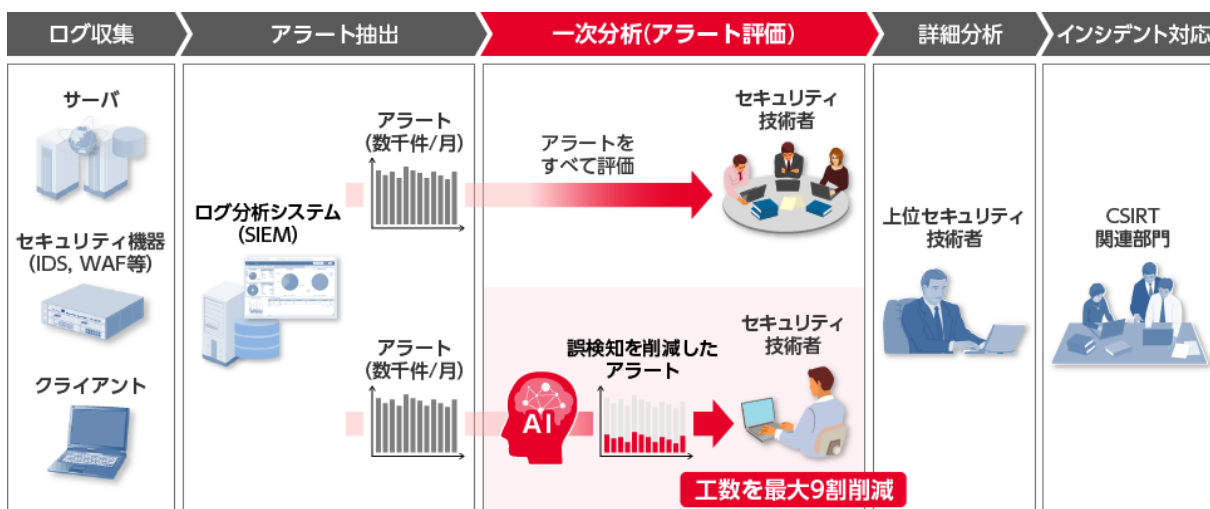 ログ収集
アラート抽出
一次分析(アラート評価)
詳細分析
インシデント対応
サーバ
セキュリティ機器
(IDS, WAF等)
クライアント
ログ分析システム
(SIEM)
アラート
(数千件/月)
アラートを
すべて評価
セキュリティ
技術者
アラート
(数千件/月)
AI
誤検知を削減した
アラート
セキュリティ
技術者
工数を最大9割削減
上位セキュリティ
技術者
CSIRT
関連部門